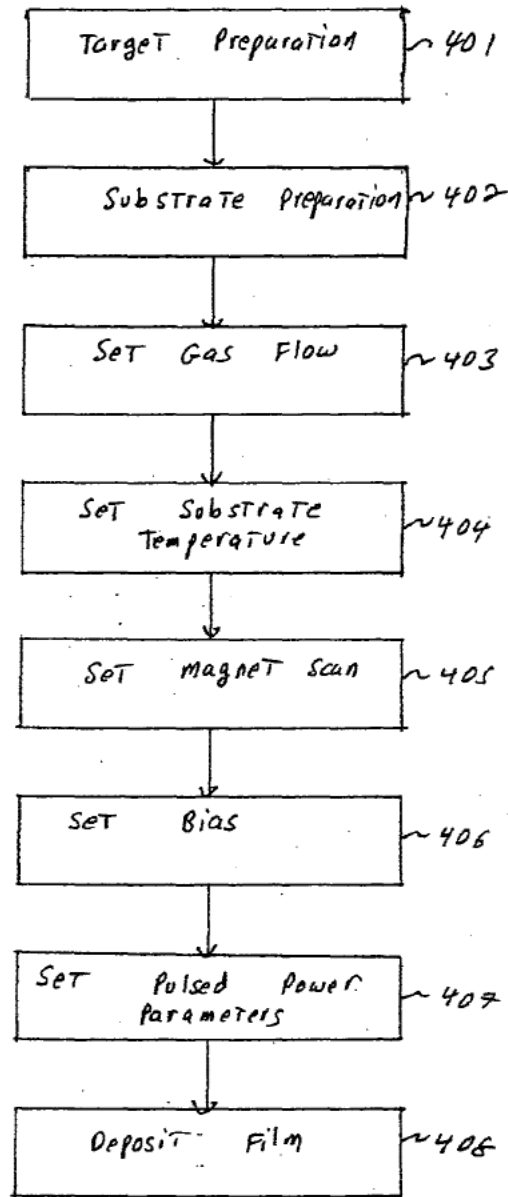 Target Preparation ~ 401
Substrate Preparation ~ 402
Set Gas Flow ~ 403
Set Substrate
Temperature ~ 404
Set Magnet Scan ~ 405
Set Bias ~ 406
Set Pulsed Power
Parameters ~ 407
Deposit Film ~ 408